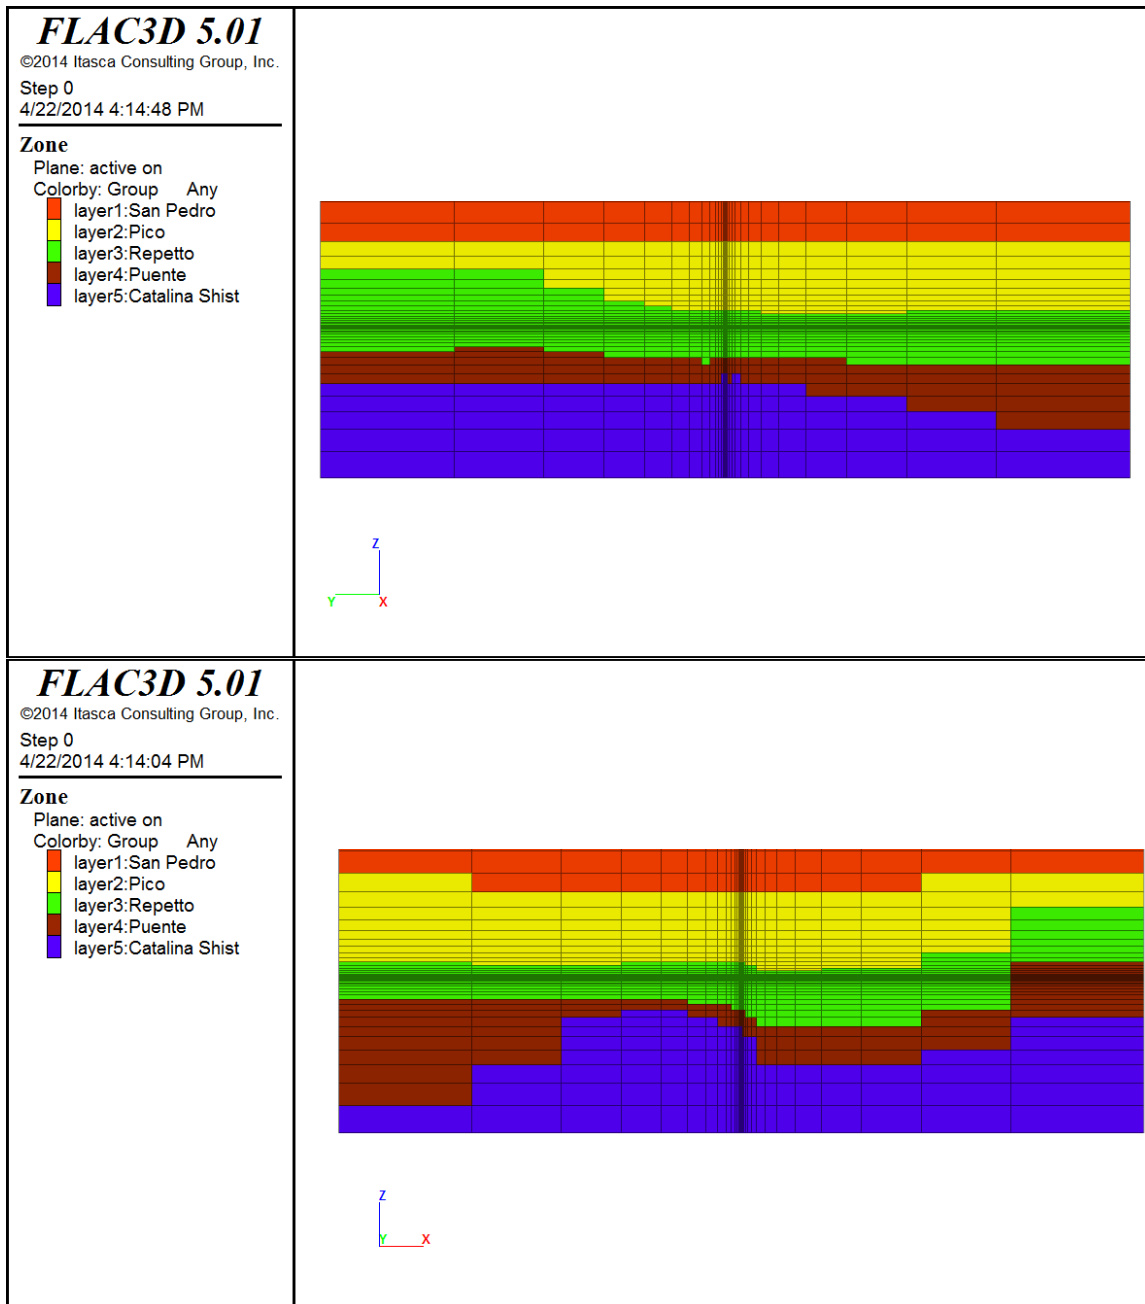 FLAC3D 5.01
©2014 Itasca Consulting Group, Inc.
Step 0
4/22/2014 4:14:48 PM
Zone
Plane: active on
Colorby: Group Any
layer1:San Pedro
layer2:Pico
layer3:Repetto
layer4:Puente
layer5:Catalina Shist
Z
Y X
FLAC3D 5.01
©2014 Itasca Consulting Group, Inc.
Step 0
4/22/2014 4:14:04 PM
Zone
Plane: active on
Colorby: Group Any
layer1:San Pedro
layer2:Pico
layer3:Repetto
layer4:Puente
layer5:Catalina Shist
Z
Y X